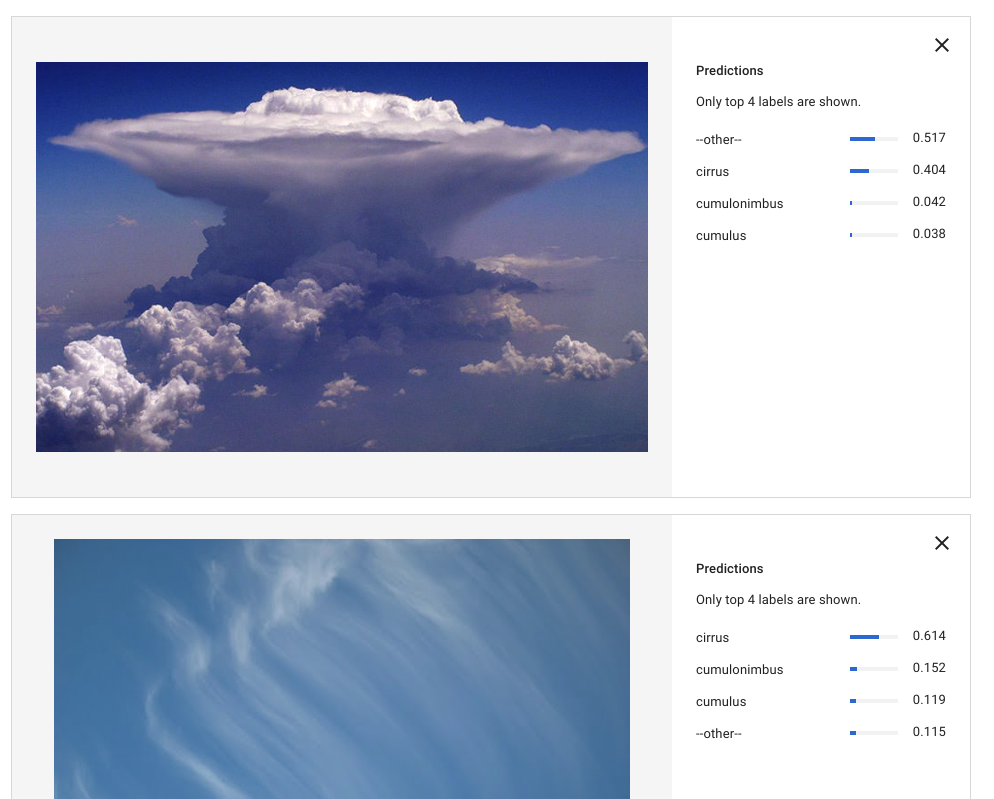 Predictions
Only top 4 labels are shown.
--other-- 0.517
cirrus 0.404
cumulonimbus 0.042
cumulus 0.038
Predictions
Only top 4 labels are shown.
cirrus 0.614
cumulonimbus 0.152
cumulus 0.119
--other-- 0.115